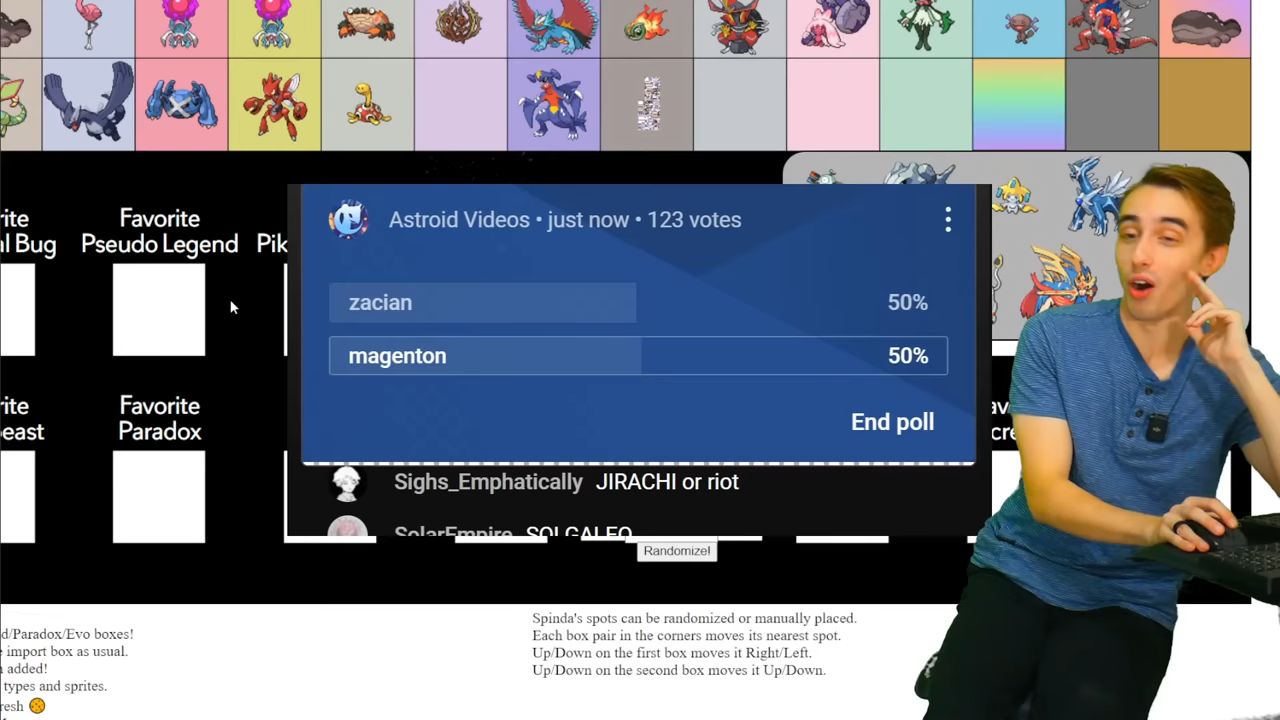 rite
l Bug
Favorite
Pseudo Legend
Pik
Astroid Videos • just now • 123 votes
zacian 50%
magenton 50%
End poll
Sighs_Emphatically JIRACHI or riot
SolarEmpire SOLGALEO
rite
east
Favorite
Paradox
Randomize!
d/Paradox/Evo boxes!
e import box as usual.
n added!
types and sprites.
resh
Spinda's spots can be randomized or manually placed.
Each box pair in the corners moves its nearest spot.
Up/Down on the first box moves it Right/Left.
Up/Down on the second box moves it Up/Down.